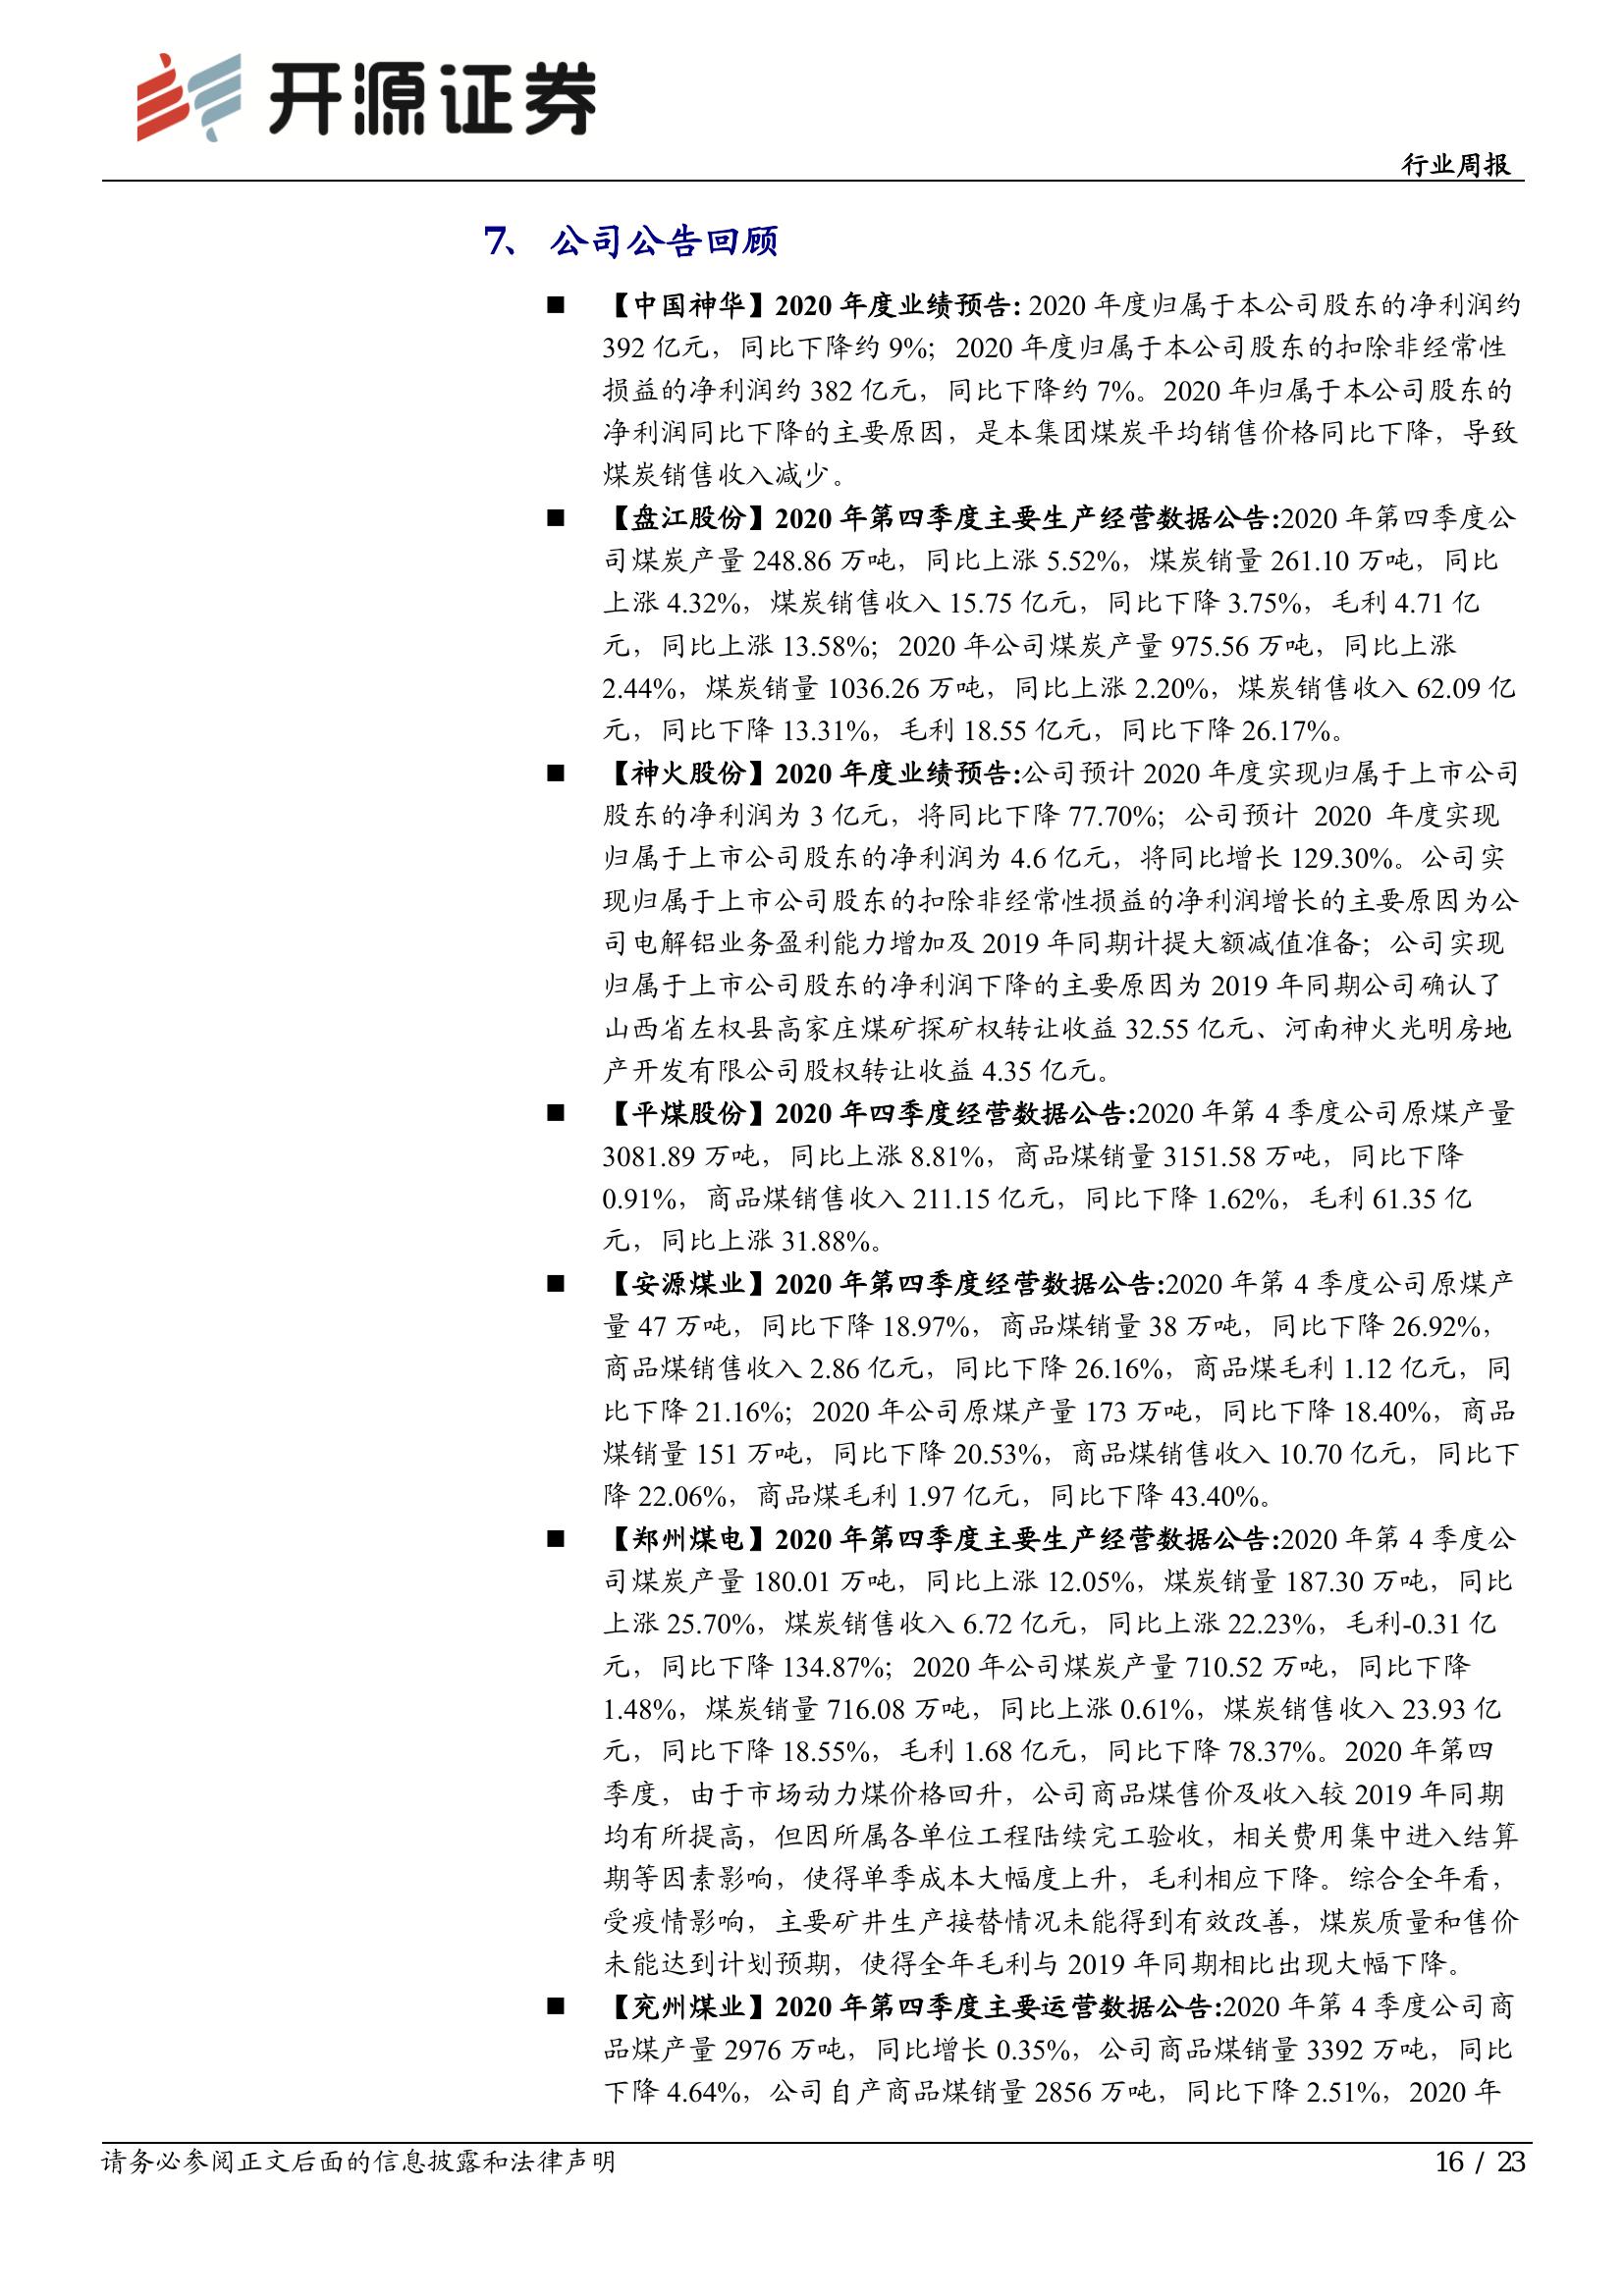 开源证券
行业周报
7、 公司公告回顾
■ 【中国神华】2020 年度业绩预告: 2020 年度归属于本公司股东的净利润约
392 亿元，同比下降约 9%；2020 年度归属于本公司股东的扣除非经常性
损益的净利润约 382 亿元，同比下降约 7%。2020 年归属于本公司股东的
净利润同比下降的主要原因，是本集团煤炭平均销售价格同比下降，导致
煤炭销售收入减少。
■ 【盘江股份】2020 年第四季度主要生产经营数据公告:2020 年第四季度公
司煤炭产量 248.86 万吨，同比上涨 5.52%，煤炭销量 261.10 万吨，同比
上涨 4.32%，煤炭销售收入 15.75 亿元，同比下降 3.75%，毛利 4.71 亿
元，同比上涨 13.58%；2020 年公司煤炭产量 975.56 万吨，同比上涨
2.44%，煤炭销量 1036.26 万吨，同比上涨 2.20%，煤炭销售收入 62.09 亿
元，同比下降 13.31%，毛利 18.55 亿元，同比下降 26.17%。
■ 【神火股份】2020 年度业绩预告:公司预计 2020 年度实现归属于上市公司
股东的净利润为 3 亿元，将同比下降 77.70%；公司预计 2020 年度实现
归属于上市公司股东的净利润为 4.6 亿元，将同比增长 129.30%。公司实
现归属于上市公司股东的扣除非经常性损益的净利润增长的主要原因为公
司电解铝业务盈利能力增加及 2019 年同期计提大额减值准备；公司实现
归属于上市公司股东的净利润下降的主要原因为 2019 年同期公司确认了
山西省左权县高家庄煤矿探矿权转让收益 32.55 亿元、河南神火光明房地
产开发有限公司股权转让收益 4.35 亿元。
■ 【平煤股份】2020 年四季度经营数据公告:2020 年第 4 季度公司原煤产量
3081.89 万吨，同比上涨 8.81%，商品煤销量 3151.58 万吨，同比下降
0.91%，商品煤销售收入 211.15 亿元，同比下降 1.62%，毛利 61.35 亿
元，同比上涨 31.88%。
■ 【安源煤业】2020 年第四季度经营数据公告:2020 年第 4 季度公司原煤产
量 47 万吨，同比下降 18.97%，商品煤销量 38 万吨，同比下降 26.92%，
商品煤销售收入 2.86 亿元，同比下降 26.16%，商品煤毛利 1.12 亿元，同
比下降 21.16%；2020 年公司原煤产量 173 万吨，同比下降 18.40%，商品
煤销量 151 万吨，同比下降 20.53%，商品煤销售收入 10.70 亿元，同比下
降 22.06%，商品煤毛利 1.97 亿元，同比下降 43.40%。
■ 【郑州煤电】2020 年第四季度主要生产经营数据公告:2020 年第 4 季度公
司煤炭产量 180.01 万吨，同比上涨 12.05%，煤炭销量 187.30 万吨，同比
上涨 25.70%，煤炭销售收入 6.72 亿元，同比上涨 22.23%，毛利-0.31 亿
元，同比下降 134.87%；2020 年公司煤炭产量 710.52 万吨，同比下降
1.48%，煤炭销量 716.08 万吨，同比上涨 0.61%，煤炭销售收入 23.93 亿
元，同比下降 18.55%，毛利 1.68 亿元，同比下降 78.37%。2020 年第四
季度，由于市场动力煤价格回升，公司商品煤售价及收入较 2019 年同期
均有所提高，但因所属各单位工程陆续完工验收，相关费用集中进入结算
期等因素影响，使得单季成本大幅度上升，毛利相应下降。综合全年看，
受疫情影响，主要矿井生产接替情况未能得到有效改善，煤炭质量和售价
未能达到计划预期，使得全年毛利与 2019 年同期相比出现大幅下降。
■ 【兖州煤业】2020 年第四季度主要运营数据公告:2020 年第 4 季度公司商
品煤产量 2976 万吨，同比增长 0.35%，公司商品煤销量 3392 万吨，同比
下降 4.64%，公司自产商品煤销量 2856 万吨，同比下降 2.51%，2020 年
请务必参阅正文后面的信息披露和法律声明
16 / 23